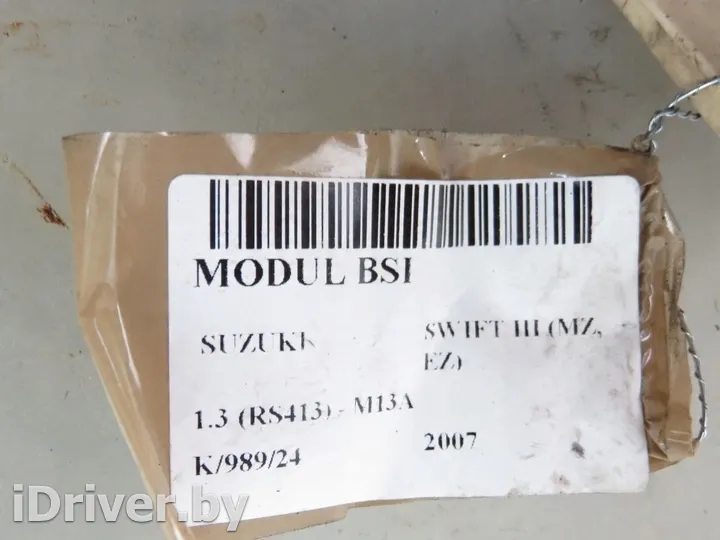 MODUL BSI
SUZUKI SWIFT III (MZ,
EZ)
1.3 (RS413) - M13A
K/989/24 2007
iDriver.by